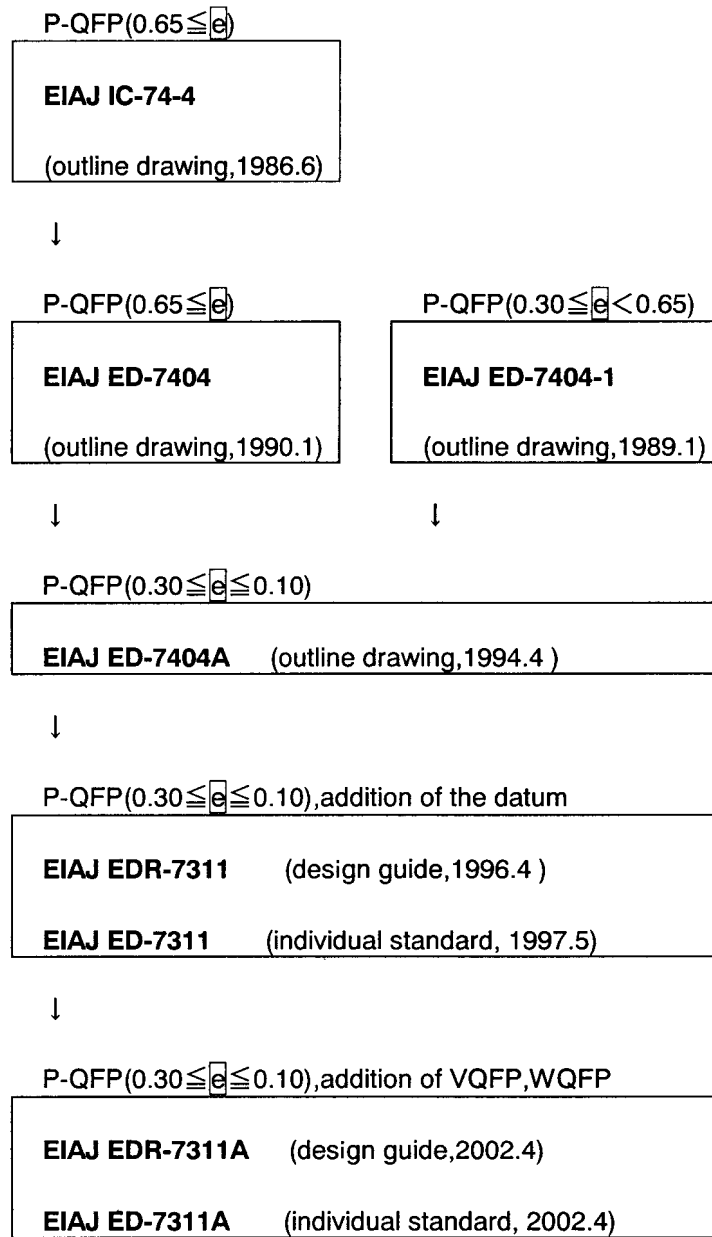 P-QFP(0.65≦e)
EIAJ IC-74-4
(outline drawing,1986.6)
↓
P-QFP(0.65≦e)
P-QFP(0.30≦e<0.65)
EIAJ ED-7404
EIAJ ED-7404-1
(outline drawing,1990.1)
(outline drawing,1989.1)
↓
↓
P-QFP(0.30≦e≦0.10)
EIAJ ED-7404A (outline drawing,1994.4 )
↓
P-QFP(0.30≦e≦0.10),addition of the datum
EIAJ EDR-7311 (design guide,1996.4 )
EIAJ ED-7311 (individual standard, 1997.5)
↓
P-QFP(0.30≦e≦0.10),addition of VQFP,WQFP
EIAJ EDR-7311A (design guide,2002.4)
EIAJ ED-7311A (individual standard, 2002.4)